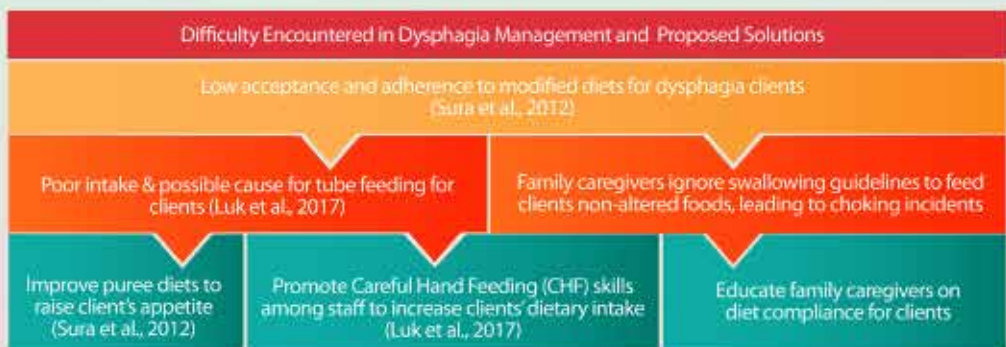 Difficulty Encountered in Dysphagia Management and Proposed Solutions
Low acceptance and adherence to modified diets for dysphagia clients
(Sura et al., 2012)
Poor intake & possible cause for tube feeding for
clients (Luk et al., 2017)
Family caregivers ignore swallowing guidelines to feed
clients non-altered foods, leading to choking incidents
Improve puree diets to
raise client's appetite
(Sura et al., 2012)
Promote Careful Hand Feeding (CHF) skills
among staff to increase clients' dietary intake
(Luk et al., 2017)
Educate family caregivers on
diet compliance for clients